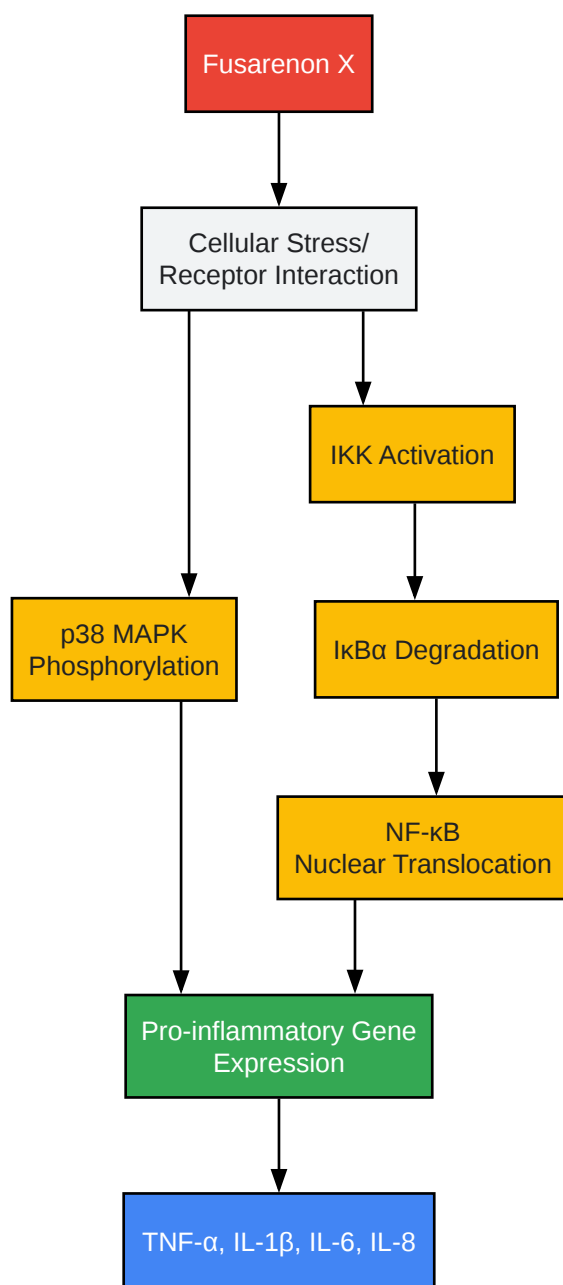 Fusarenon X
Cellular Stress/
Receptor Interaction
IKK Activation
p38 MAPK
Phosphorylation
IκBα Degradation
NF-κB
Nuclear Translocation
Pro-inflammatory Gene
Expression
TNF-α, IL-1β, IL-6, IL-8